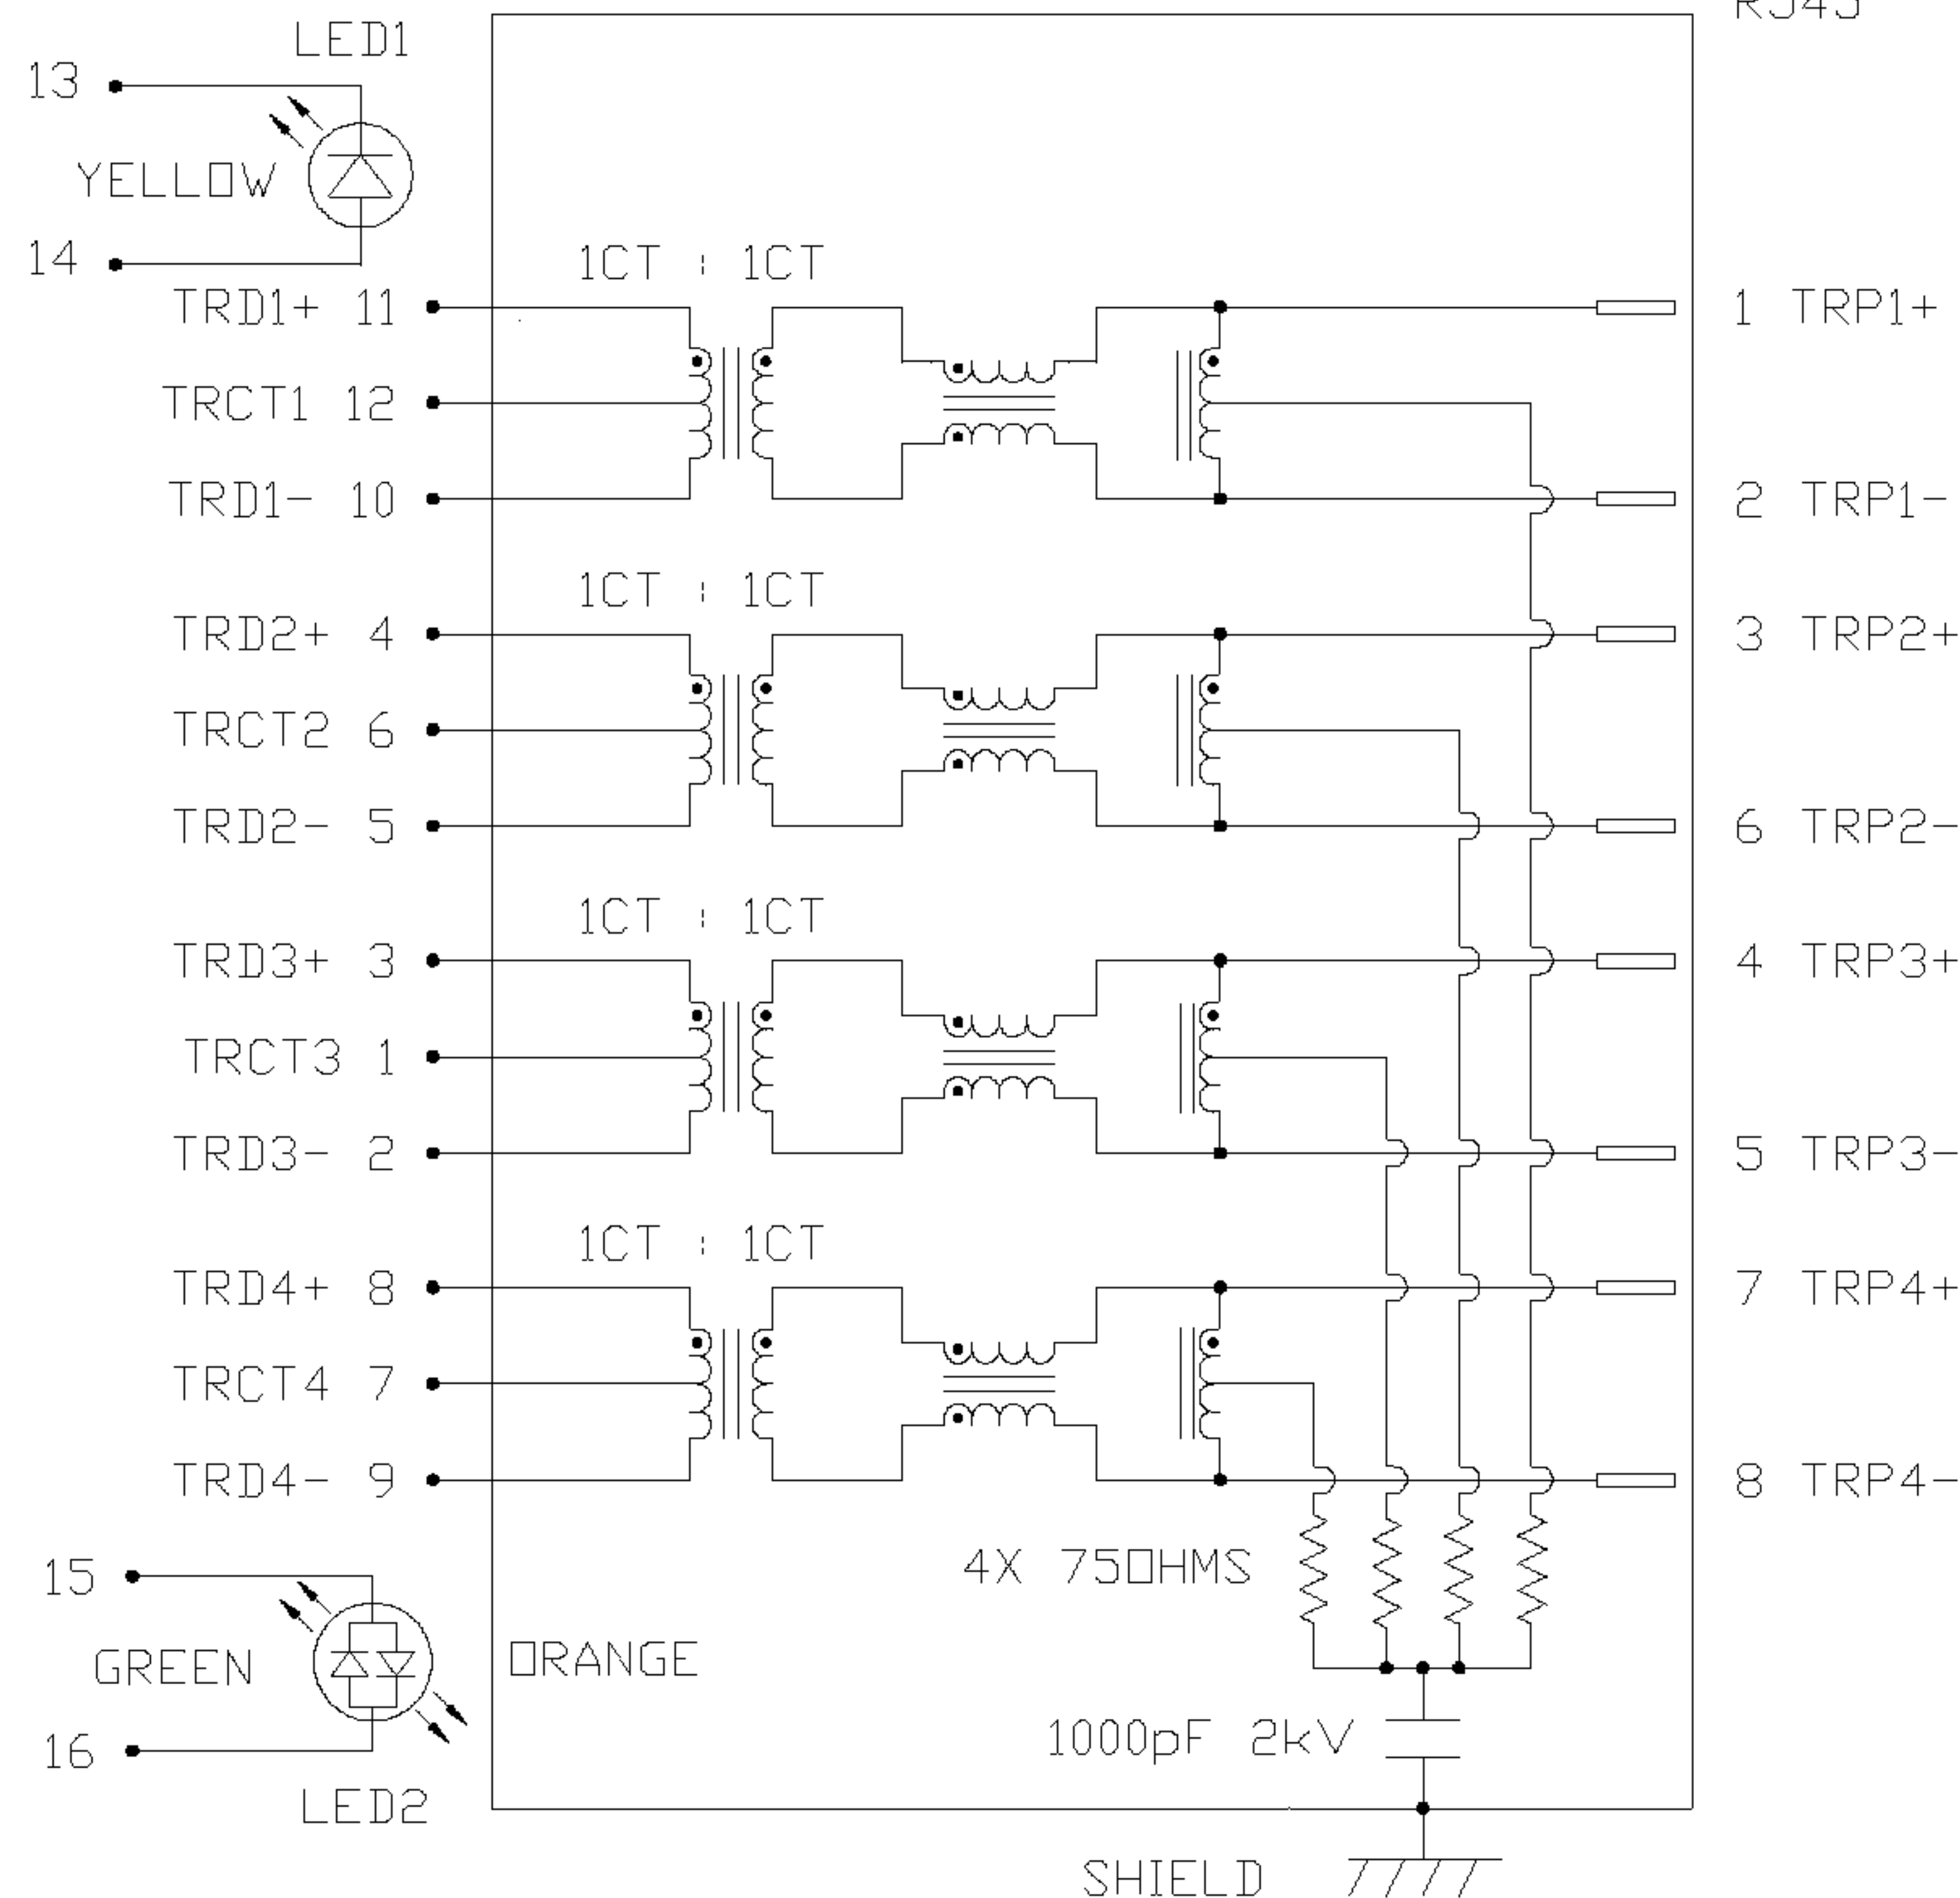 RJ45
LED1
13
YELLOW
14
1CT : 1CT
TRD1+ 11
1 TRP1+
TRCT1 12
TRD1- 10
2 TRP1-
1CT : 1CT
TRD2+ 4
3 TRP2+
TRCT2 6
TRD2- 5
6 TRP2-
1CT : 1CT
TRD3+ 3
4 TRP3+
TRCT3 1
TRD3- 2
5 TRP3-
1CT : 1CT
TRD4+ 8
7 TRP4+
TRCT4 7
TRD4- 9
8 TRP4-
15
4X 75OHMS
GREEN
ORANGE
16
1000pF 2kV
LED2
SHIELD